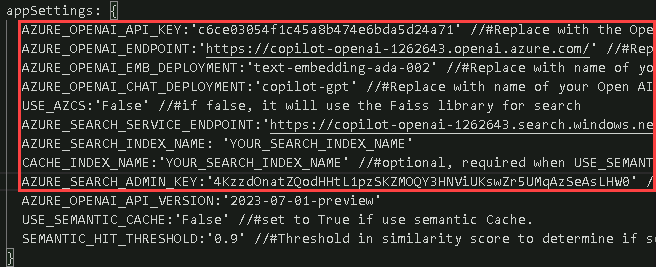 appSettings: {
AZURE_OPENAI_API_KEY:'c6ce03054f1c45a8b474e6bda5d24a71' //#Replace with the Ope
AZURE_OPENAI_ENDPOINT:'https://copilot-openai-1262643.openai.azure.com/' //#Rep
AZURE_OPENAI_EMB_DEPLOYMENT:'text-embedding-ada-002' //#Replace with name of yo
AZURE_OPENAI_CHAT_DEPLOYMENT:'copilot-gpt' //#Replace with name of your Open AI
USE_AZCS:'False' //#if false, it will use the Faiss library for search
AZURE_SEARCH_SERVICE_ENDPOINT:'https://copilot-openai-1262643.search.windows.ne
AZURE_SEARCH_INDEX_NAME: 'YOUR_SEARCH_INDEX_NAME'
CACHE_INDEX_NAME:'YOUR_SEARCH_INDEX_NAME' //#optional, required when USE_SEMANT
AZURE_SEARCH_ADMIN_KEY:'4KzzdOnatZQodHHtL1pzSKZMOQY3HNViUKswZr5UMqAzSeAsLHW0' /
AZURE_OPENAI_API_VERSION:'2023-07-01-preview'
USE_SEMANTIC_CACHE:'False' //#set to True if use semantic Cache.
SEMANTIC_HIT_THRESHOLD:'0.9' //#Threshold in similarity score to determine if s
}